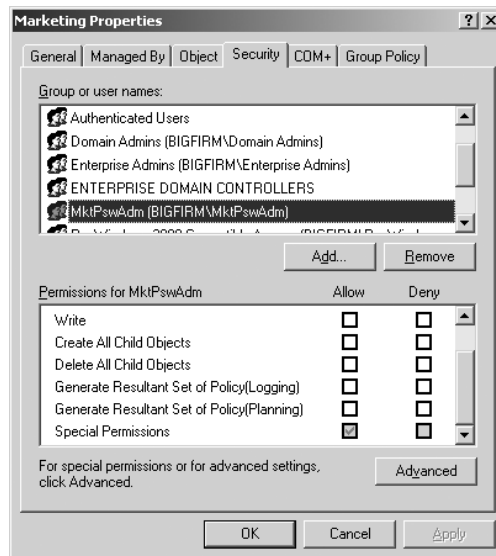 Marketing Properties
General Managed By Object Security COM+ Group Policy
Group or user names:
Authenticated Users
Domain Admins (BIGFIRM\Domain Admins)
Enterprise Admins (BIGFIRM\Enterprise Admins)
ENTERPRISE DOMAIN CONTROLLERS
MktPswAdm (BIGFIRM\MktPswAdm)
Add... Remove
Permissions for MktPswAdm Allow Deny
Write
Create All Child Objects
Delete All Child Objects
Generate Resultant Set of Policy(Logging)
Generate Resultant Set of Policy(Planning)
Special Permissions
For special permissions or for advanced settings,
click Advanced.
Advanced
OK Cancel Apply